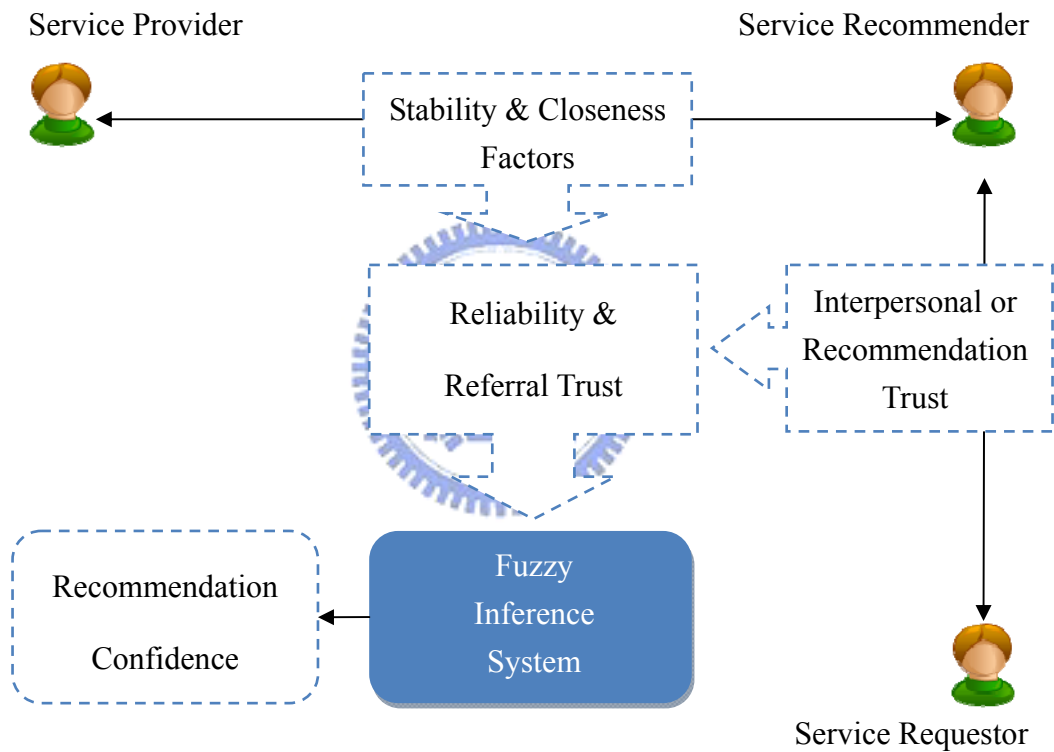 Service Provider
Service Recommender
Stability & Closeness
Factors
Reliability &
Referral Trust
Interpersonal or
Recommendation
Trust
Fuzzy
Inference
System
Recommendation
Confidence
Service Requestor